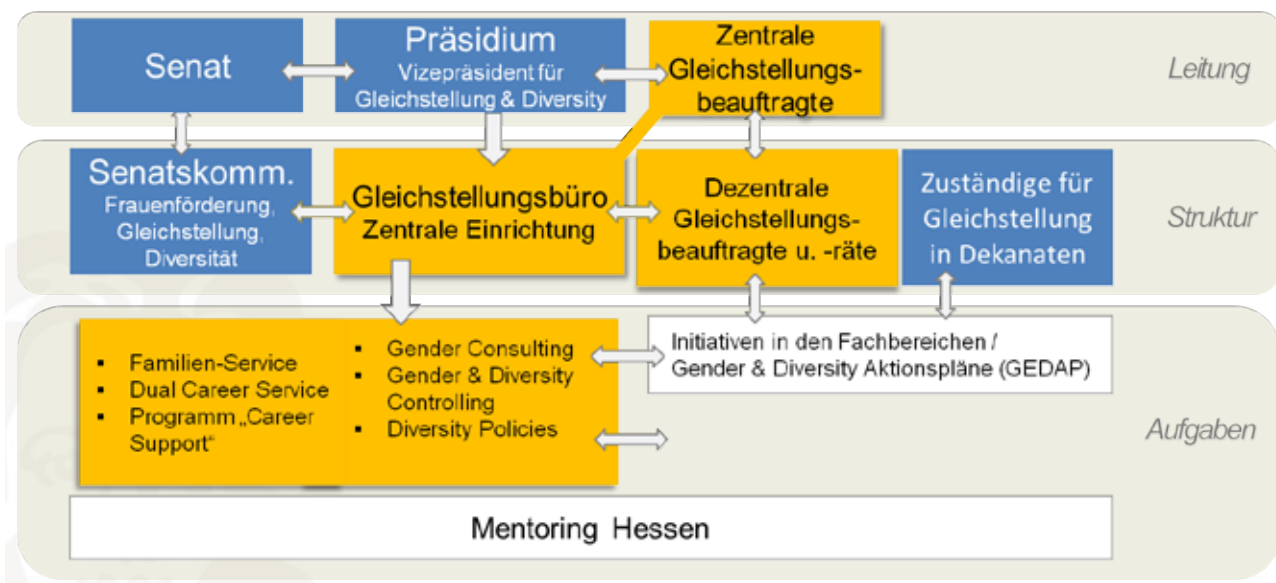 Senat
Präsidium
Vizepräsident für
Gleichstellung & Diversity
Zentrale
Gleichstellungs-
beauftragte
Leitung
Senatskomm.
Frauenförderung,
Gleichstellung,
Diversität
Gleichstellungsbüro
Zentrale Einrichtung
Dezentrale
Gleichstellungs-
beauftragte u. -räte
Zuständige für
Gleichstellung
in Dekanaten
Struktur
▪ Familien-Service
▪ Dual Career Service
▪ Programm „Career
Support“
▪ Gender Consulting
▪ Gender & Diversity
Controlling
▪ Diversity Policies
Initiativen in den Fachbereichen /
Gender & Diversity Aktionspläne (GEDAP)
Aufgaben
Mentoring Hessen